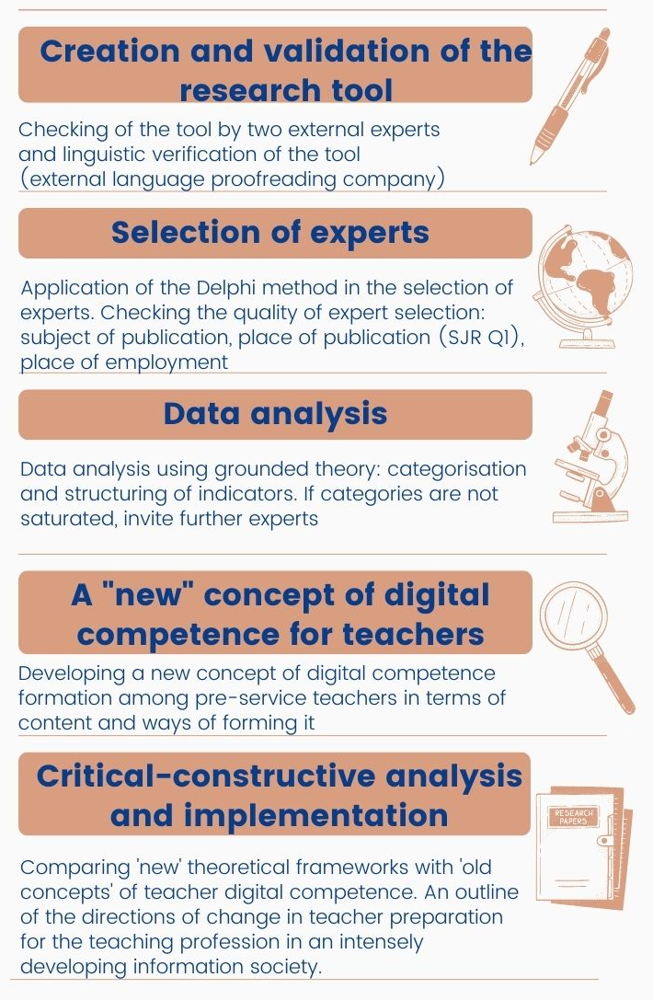 Creation and validation of the
research tool
Checking of the tool by two external experts
and linguistic verification of the tool
(external language proofreading company)
Selection of experts
Application of the Delphi method in the selection of
experts. Checking the quality of expert selection:
subject of publication, place of publication (SJR Q1),
place of employment
Data analysis
Data analysis using grounded theory: categorisation
and structuring of indicators. If categories are not
saturated, invite further experts
A "new" concept of digital
competence for teachers
Developing a new concept of digital competence
formation among pre-service teachers in terms of
content and ways of forming it
Critical-constructive analysis
and implementation
RESEARCH
PAPERS
Comparing 'new' theoretical frameworks with 'old
concepts' of teacher digital competence. An outline
of the directions of change in teacher preparation
for the teaching profession in an intensely
developing information society.